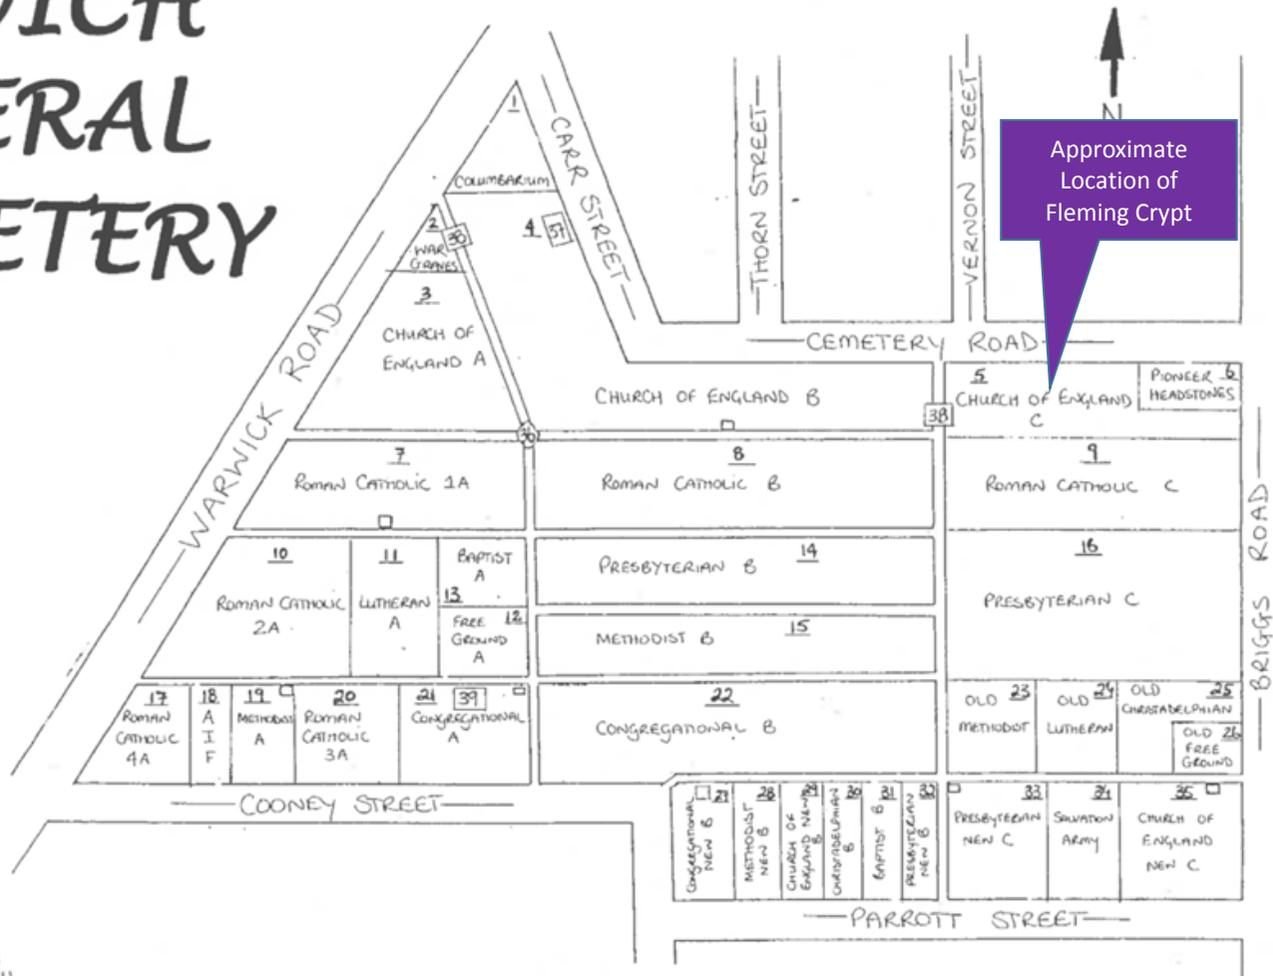 WICH
ERAL
ETERY
N
Approximate
Location of
Fleming Crypt
1
COLUMBARIUM
CARR STREET
THORN STREET
VERNON STREET
WARWICK ROAD
CEMETERY ROAD
BRIGGS ROAD
2
38
WAR
GRAVES
4
37
3
CHURCH OF
ENGLAND A
CHURCH OF ENGLAND B
5
CHURCH OF ENGLAND
C
PIONEER 6
HEADSTONES
38
36
7
ROMAN CATHOLIC 1A
8
ROMAN CATHOLIC B
9
ROMAN CATHOLIC C
10
ROMAN CATHOLIC
2A
11
LUTHERAN
A
BAPTIST
A
13
FREE 12
GROUND
A
14
PRESBYTERIAN B
15
METHODIST B
16
PRESBYTERIAN C
17
ROMAN
CATHOLIC
4A
18
A
I
F
19
METHODIST
A
20
ROMAN
CATHOLIC
3A
21 39
CONGREGATIONAL
A
22
CONGREGATIONAL B
OLD 23
METHODIST
OLD 24
LUTHERAN
OLD 25
CHRISTADELPHIAN
OLD 26
FREE
GROUND
COONEY STREET
27
CONGREGATIONAL
NEW B
28
METHODIST
NEW B
29
CHURCH OF
ENGLAND NEW
B
30
CHRISTADELPHIAN
B
31
BAPTIST B
32
PRESBYTERIAN
NEW B
33
PRESBYTERIAN
NEW C
34
SALVATION
ARMY
35
CHURCH OF
ENGLAND
NEW C
PARROTT STREET